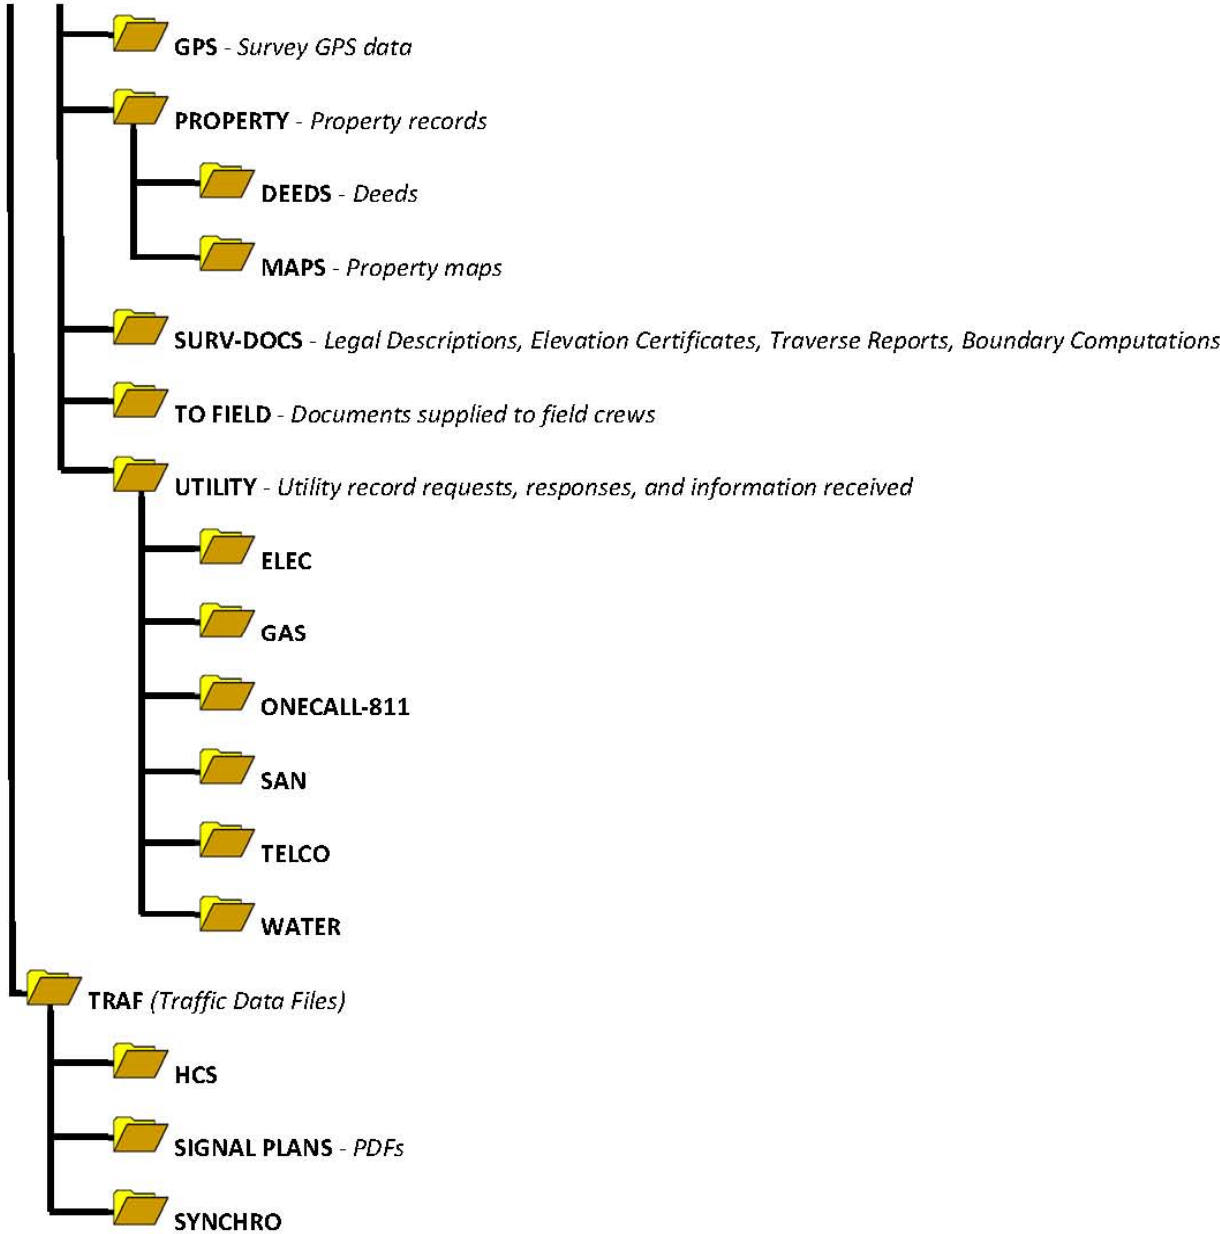 GPS - Survey GPS data
PROPERTY - Property records
DEEDS - Deeds
MAPS - Property maps
SURV-DOCS - Legal Descriptions, Elevation Certificates, Traverse Reports, Boundary Computations
TO FIELD - Documents supplied to field crews
UTILITY - Utility record requests, responses, and information received
ELEC
GAS
ONECALL-811
SAN
TELCO
WATER
TRAF (Traffic Data Files)
HCS
SIGNAL PLANS - PDFs
SYNCHRO